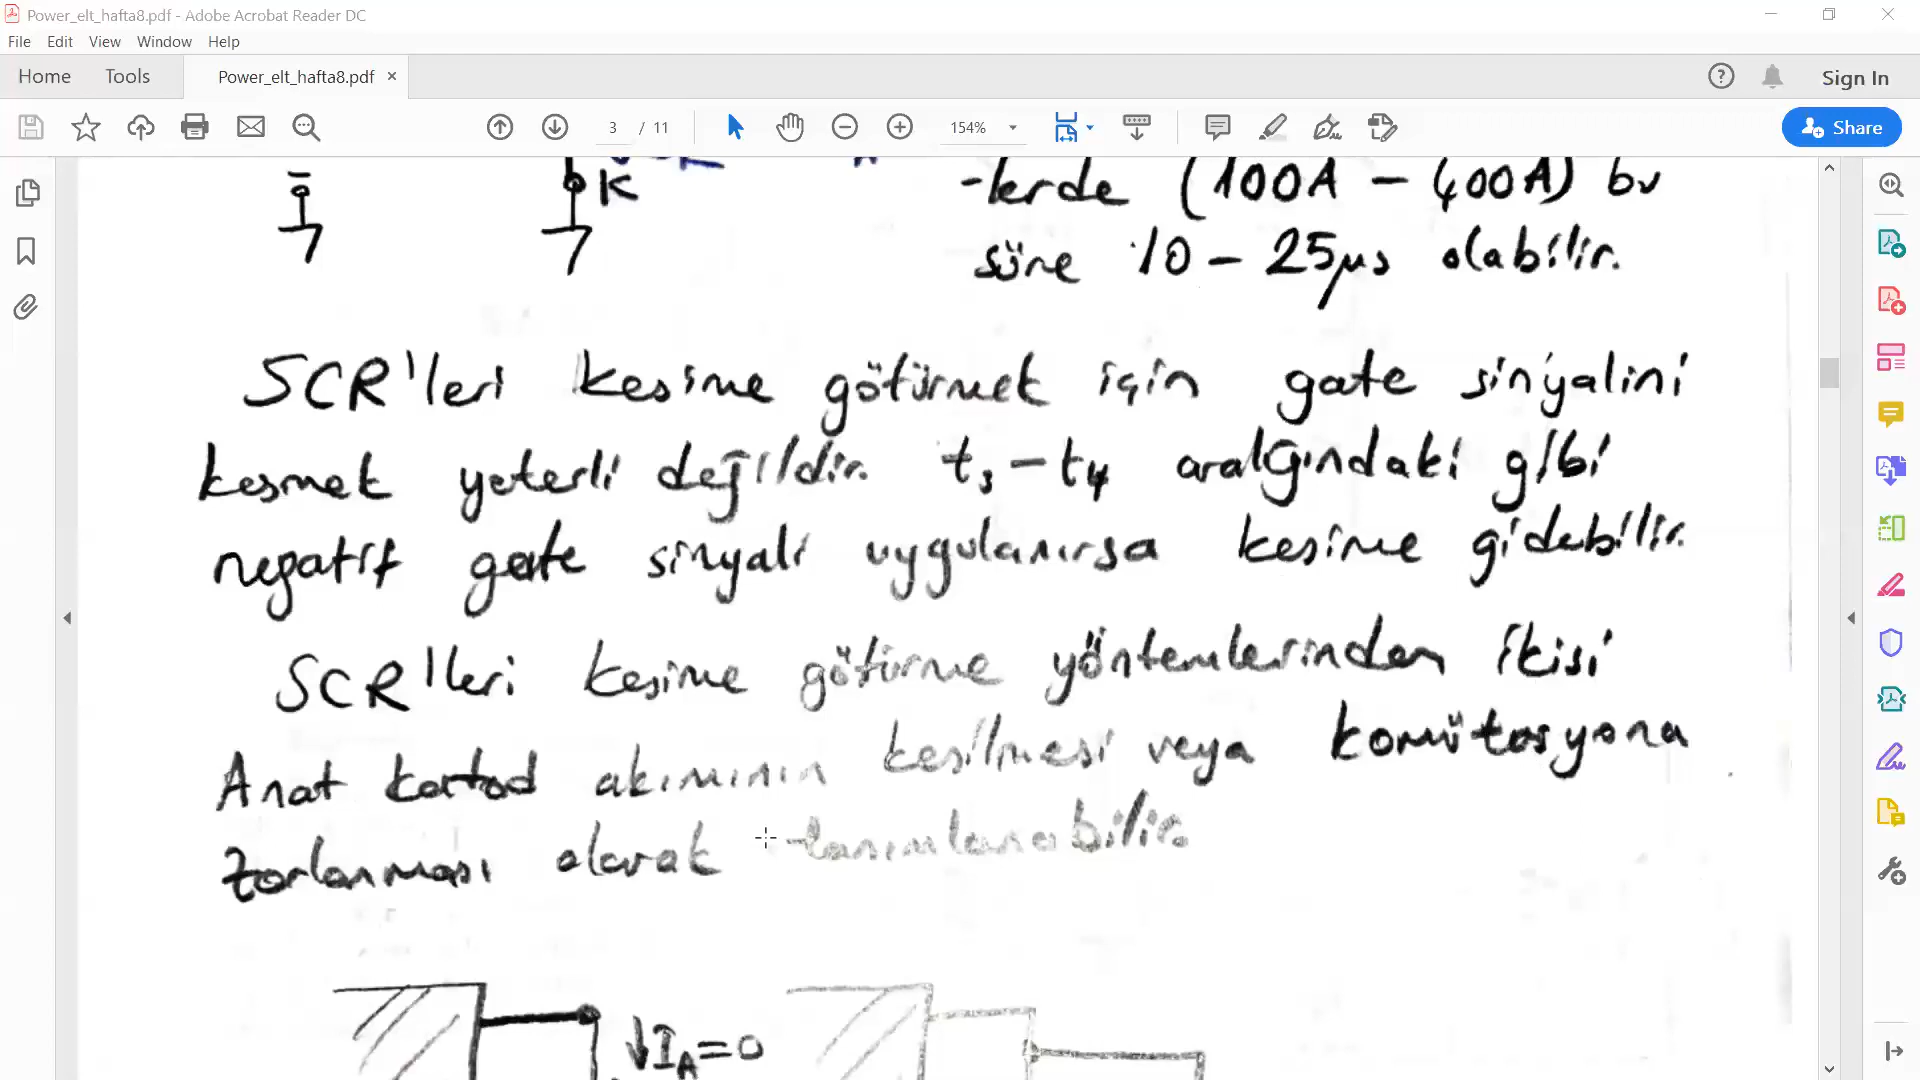 Power_elt_hafta8.pdf - Adobe Acrobat Reader DC
File Edit View Window Help
Home Tools Power_elt_hafta8.pdf × Sign In
3 / 11 154% Share
K -lerde (100A - 400A) bu
süre 10 - 25µs olabilir.
SCR'leri kesime götürmek için gate sinyalini
kesmek yeterli değildir. t3 - t4 aralığındaki gibi
negatif gate sinyali uygulanırsa kesime gidebilir.
SCR'leri kesime götürme yöntemlerinden ikisi
Anat katod akımının kesilmesi veya komütasyona
zorlanması olarak tanımlanabilir.
↓IA=0